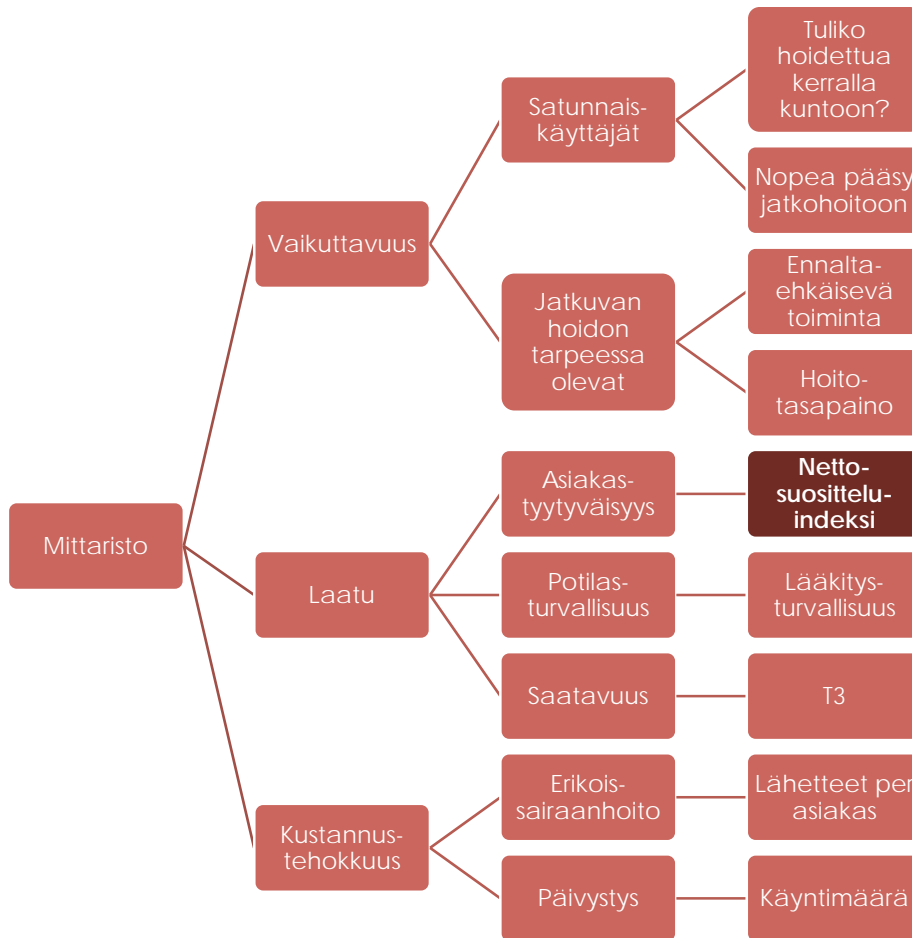 Tuliko
hoidettua
kerralla
kuntoon?
Satunnais-
käyttäjät
Nopea pääsy
jatkohoitoon
Vaikuttavuus
Ennalta-
ehkäisevä
toiminta
Jatkuvan
hoidon
tarpeessa
olevat
Hoito-
tasapaino
Mittaristo
Laatu
Asiakas-
tyytyväisyys
Netto-
suosittelu-
indeksi
Potilas-
turvallisuus
Lääkitys-
turvallisuus
Saatavuus
T3
Kustannus-
tehokkuus
Erikois-
sairaanhoito
Lähetteet per
asiakas
Päivystys
Käyntimäärä